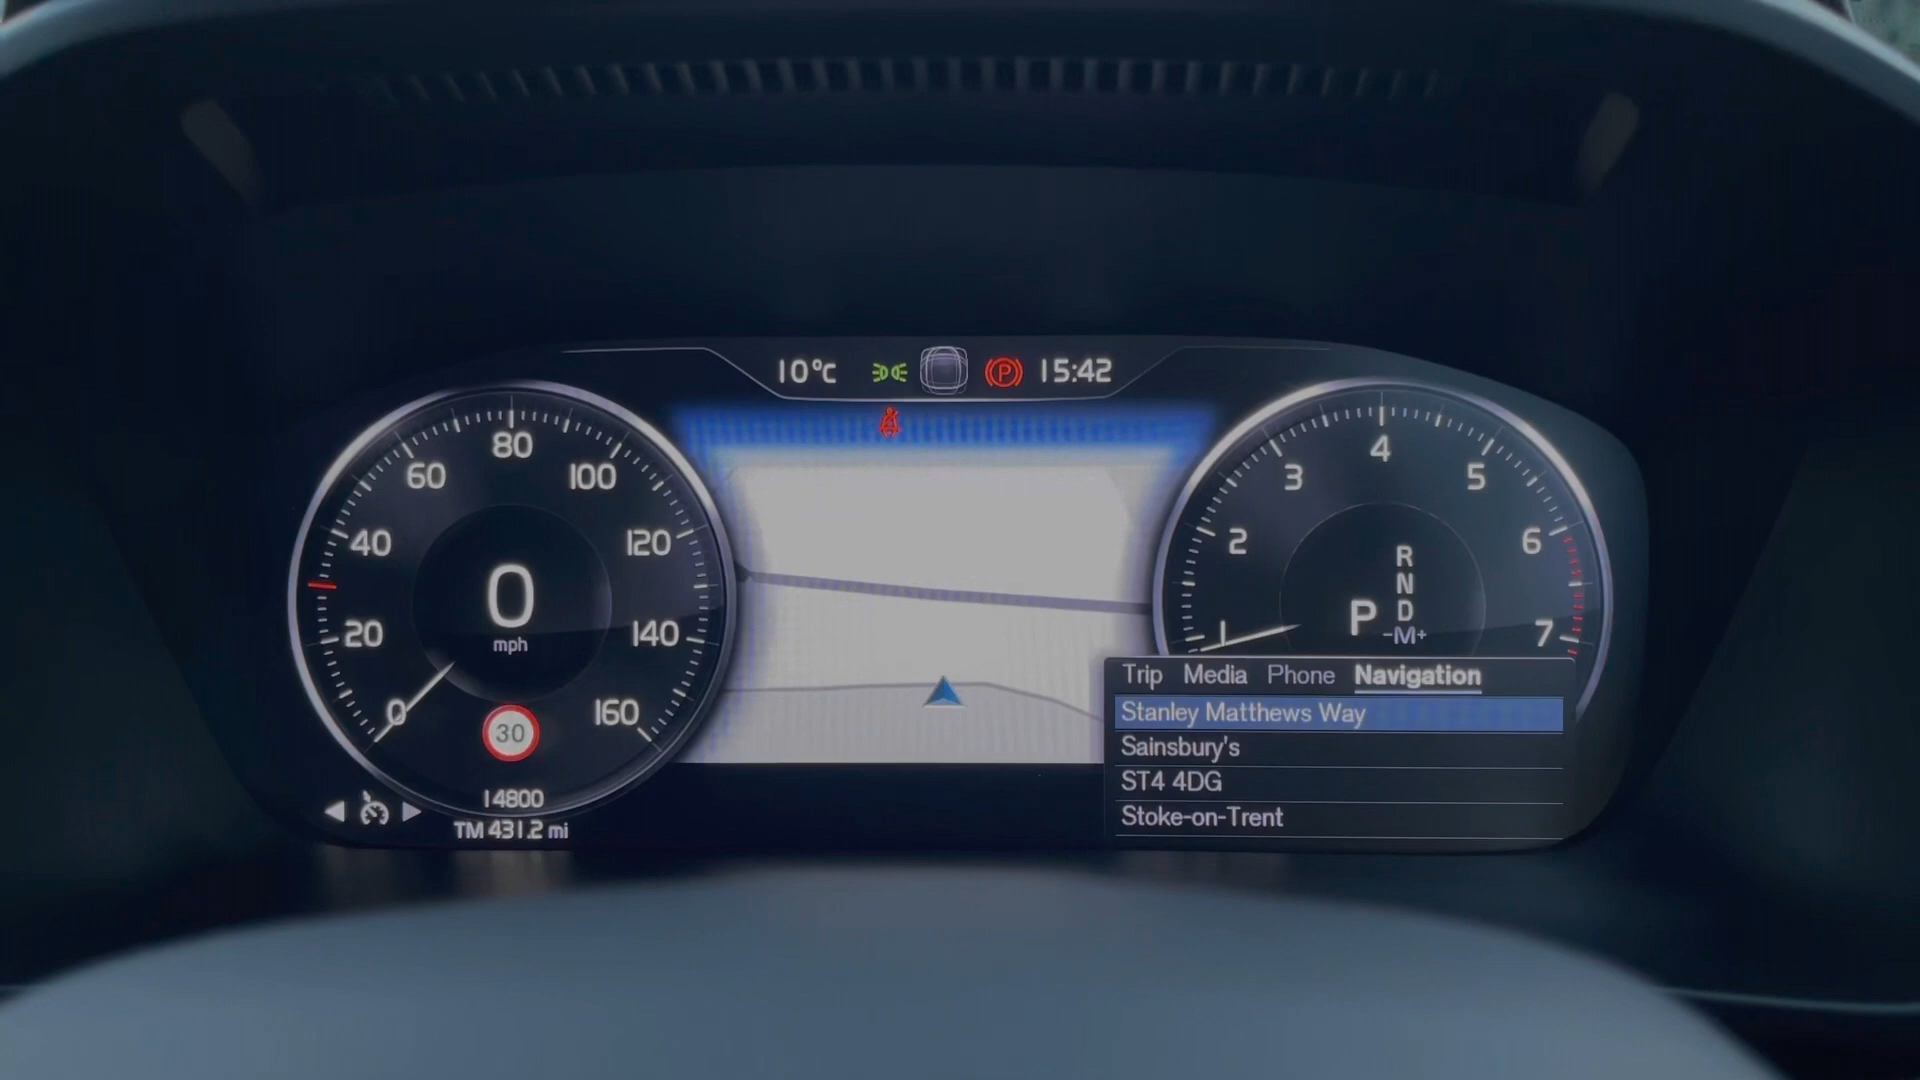 10°C
P
15:42
0
20
40
60
80
100
120
140
160
0
mph
30
14800
TM 431.2 mi
1
2
3
4
5
6
7
R
N
P D
-M+
Trip Media Phone Navigation
Stanley Matthews Way
Sainsbury's
ST4 4DG
Stoke-on-Trent